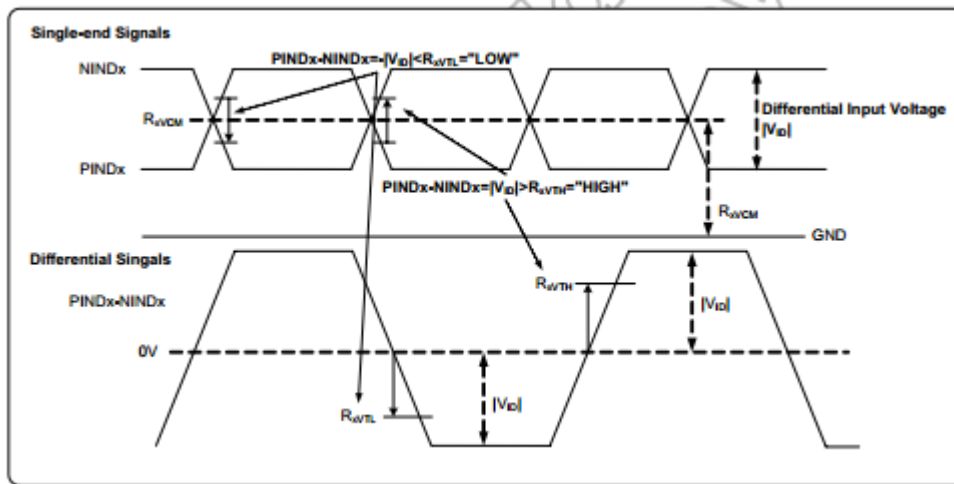 Single-end Signals
PINDx-NINDx=-|VID|<RxVTL="LOW"
NINDx
RxVCM
Differential Input Voltage
|VID|
PINDx
PINDx-NINDx=|VID|>RxVTH="HIGH"
RxVCM
GND
Differential Singals
RxVTH
PINDx-NINDx
|VID|
0V
RxVTL
|VID|